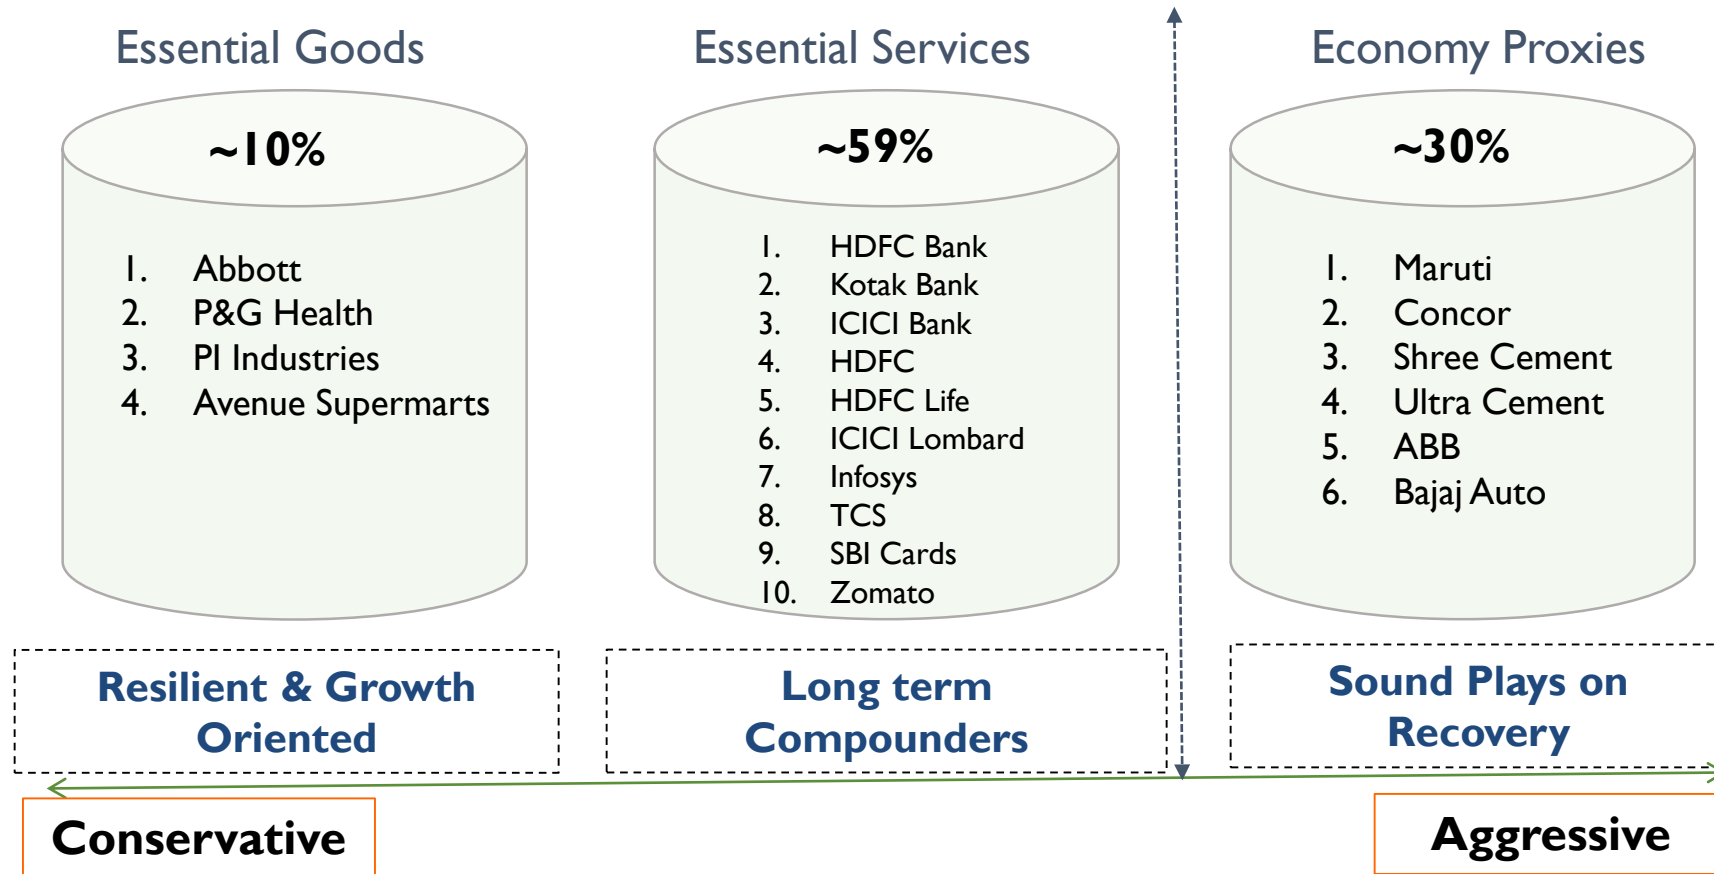 Essential Goods
~10%
1. Abbott
2. P&G Health
3. PI Industries
4. Avenue Supermarts
Resilient & Growth
Oriented
Essential Services
~59%
1. HDFC Bank
2. Kotak Bank
3. ICICI Bank
4. HDFC
5. HDFC Life
6. ICICI Lombard
7. Infosys
8. TCS
9. SBI Cards
10. Zomato
Long term
Compounders
Economy Proxies
~30%
1. Maruti
2. Concor
3. Shree Cement
4. Ultra Cement
5. ABB
6. Bajaj Auto
Sound Plays on
Recovery
Conservative
Aggressive